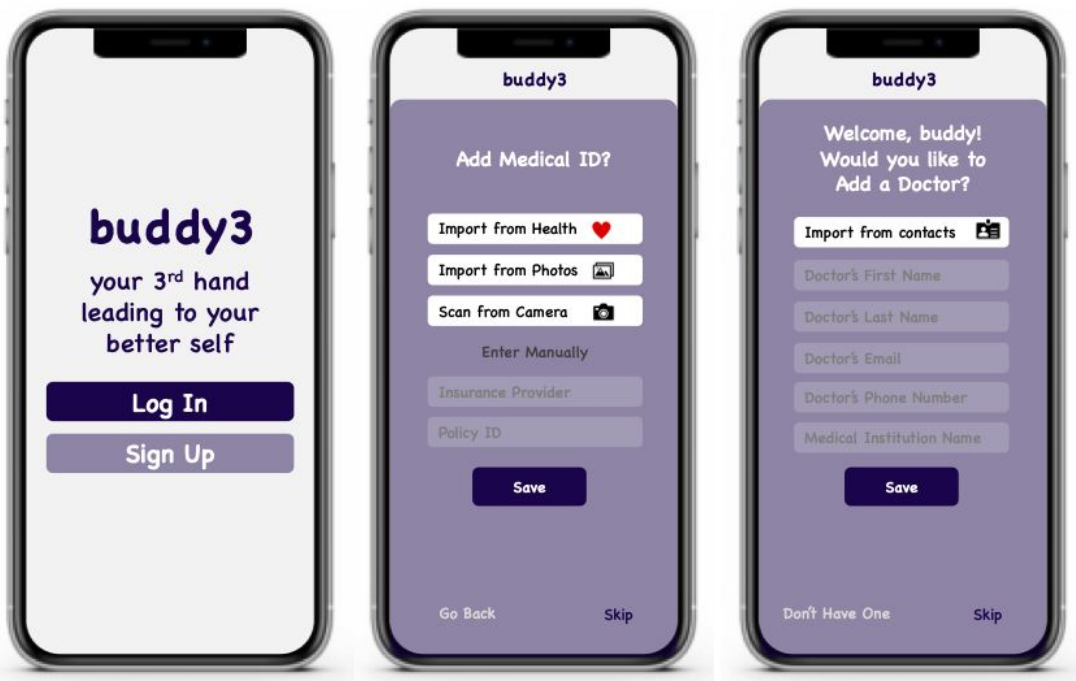 buddy3
your 3rd hand
leading to your
better self
Log In
Sign Up
buddy3
Add Medical ID?
Import from Health
Import from Photos
Scan from Camera
Enter Manually
Insurance Provider
Policy ID
Save
Go Back
Skip
buddy3
Welcome, buddy!
Would you like to
Add a Doctor?
Import from contacts
Doctor's First Name
Doctor's Last Name
Doctor's Email
Doctor's Phone Number
Medical Institution Name
Save
Don't Have One
Skip